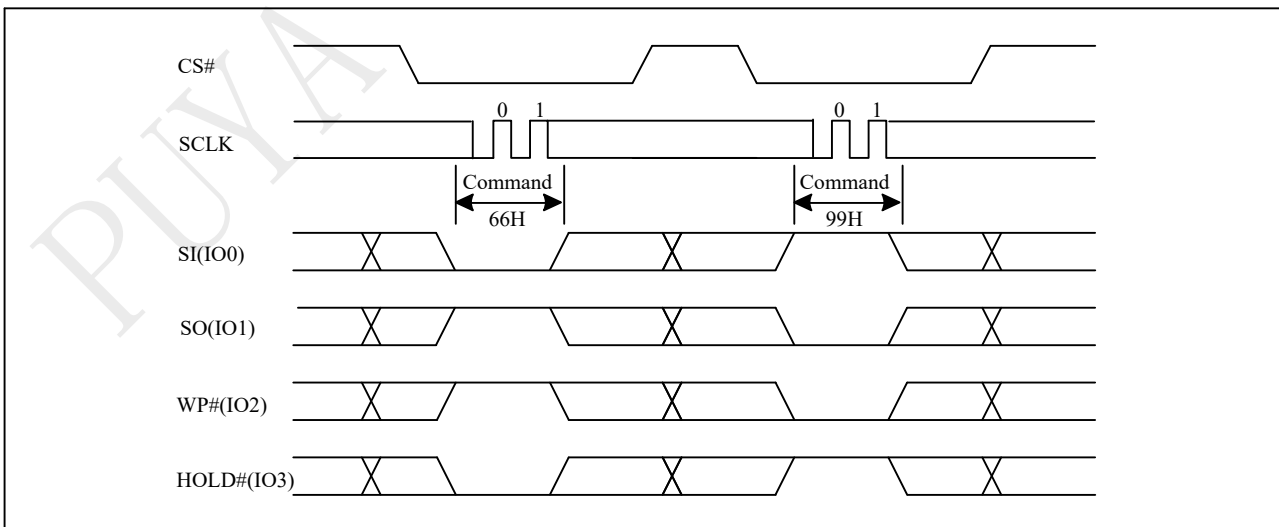 PUYA
CS#
0 1 0 1
SCLK
Command Command
66H 99H
SI(IO0)
SO(IO1)
WP#(IO2)
HOLD#(IO3)